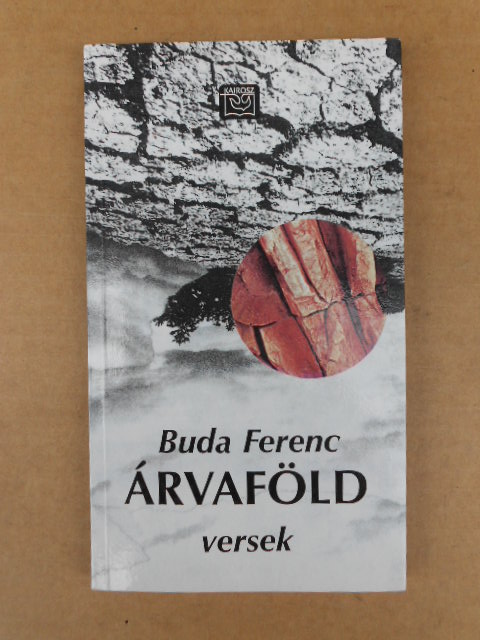 KAIROSZ
Buda Ferenc
ÁRVAFÖLD
versek